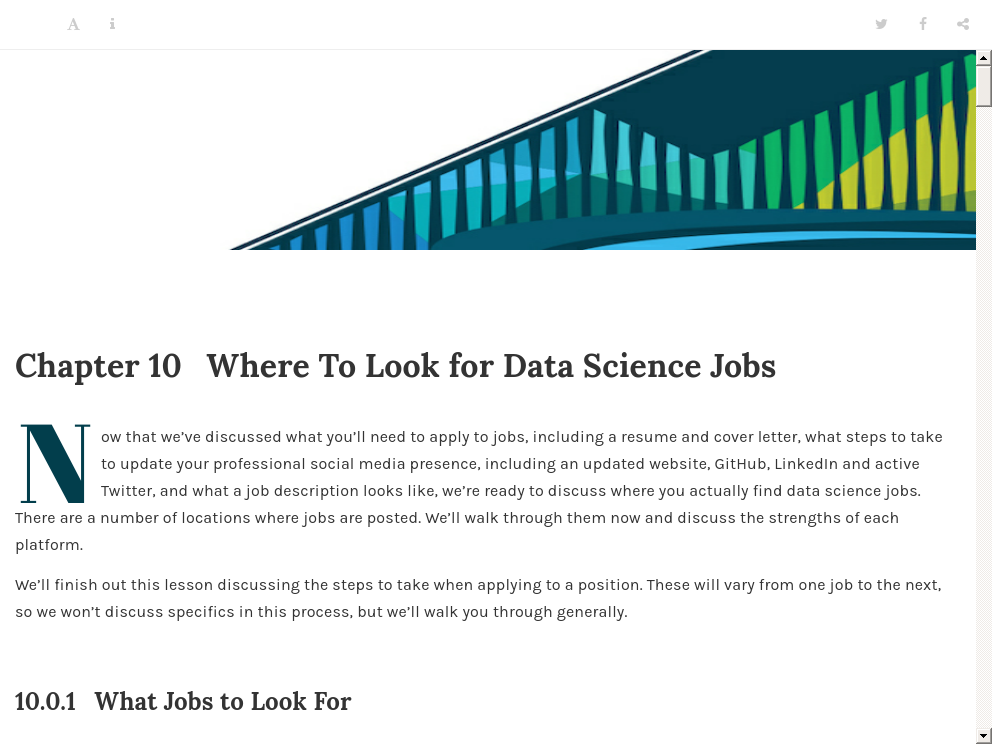 Chapter 10 Where To Look for Data Science Jobs
Now that we’ve discussed what you’ll need to apply to jobs, including a resume and cover letter, what steps to take
to update your professional social media presence, including an updated website, GitHub, LinkedIn and active
Twitter, and what a job description looks like, we’re ready to discuss where you actually find data science jobs.
There are a number of locations where jobs are posted. We’ll walk through them now and discuss the strengths of each
platform.
We’ll finish out this lesson discussing the steps to take when applying to a position. These will vary from one job to the next,
so we won’t discuss specifics in this process, but we’ll walk you through generally.
10.0.1 What Jobs to Look For